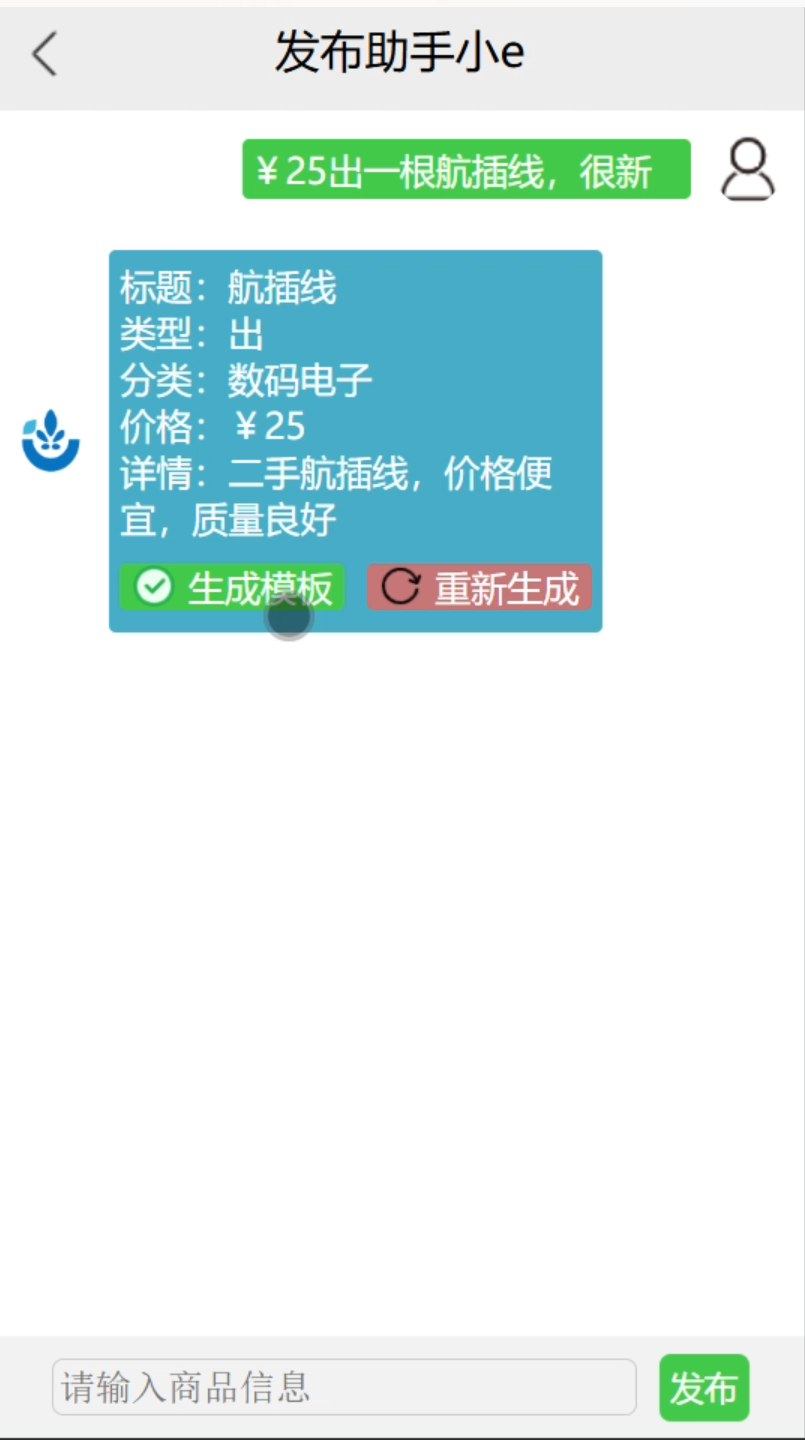 发布助手小e
￥25出一根航插线，很新
标题：航插线
类型：出
分类：数码电子
价格：￥25
详情：二手航插线，价格便
宜，质量良好
生成模板 重新生成
请输入商品信息 发布